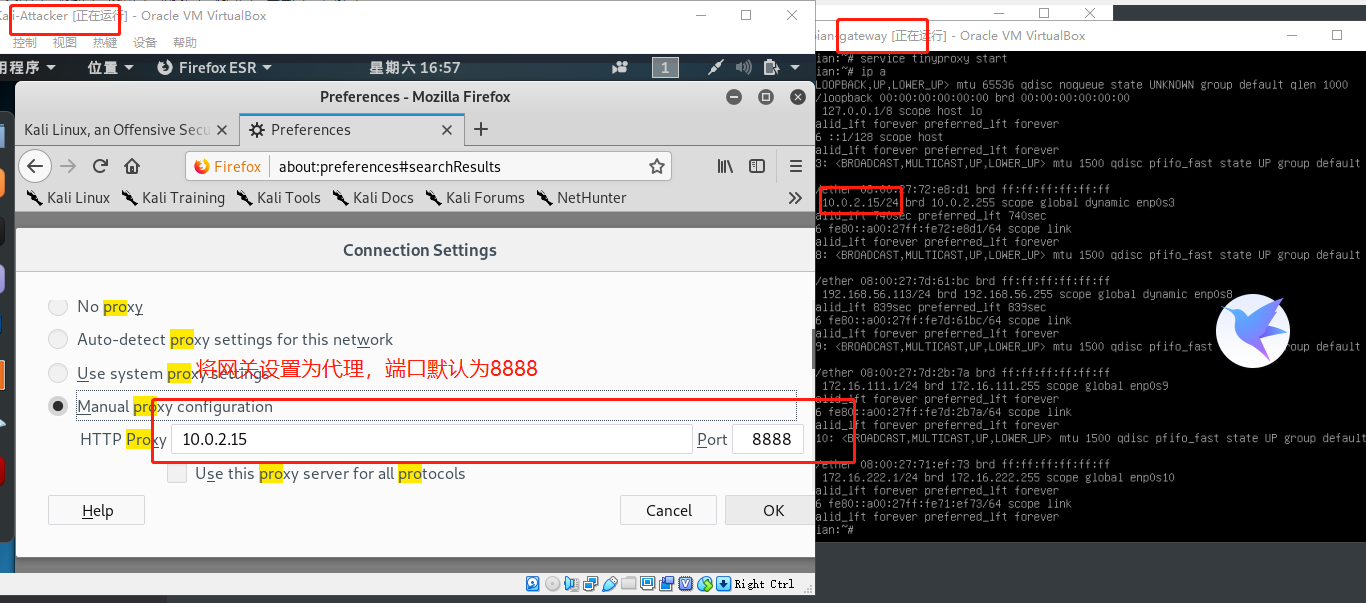 Kali-Attacker [正在运行] - Oracle VM VirtualBox
控制 视图 热键 设备 帮助
用程序 位置 Firefox ESR 星期六 16:57 1
Preferences - Mozilla Firefox
Kali Linux, an Offensive Secu Preferences
Firefox about:preferences#searchResults
Kali Linux Kali Training Kali Tools Kali Docs Kali Forums NetHunter
Connection Settings
No proxy
Auto-detect proxy settings for this network
Use system proxy settings
将网关设置为代理，端口默认为8888
Manual proxy configuration
HTTP Proxy 10.0.2.15 Port 8888
Use this proxy server for all protocols
Help Cancel OK
Right Ctrl
gateway [正在运行] - Oracle VM VirtualBox
ian:~# service tinyproxy start
ian:~# ip a
LOOPBACK,UP,LOWER_UP> mtu 65536 qdisc noqueue state UNKNOWN group default qlen 1000
/loopback 00:00:00:00:00:00 brd 00:00:00:00:00:00
127.0.0.1/8 scope host lo
alid_lft forever preferred_lft forever
6 ::1/128 scope host
alid_lft forever preferred_lft forever
3: <BROADCAST,MULTICAST,UP,LOWER_UP> mtu 1500 qdisc pfifo_fast state UP group default
/ether 08:00:27:72:e8:d1 brd ff:ff:ff:ff:ff:ff
10.0.2.15/24 brd 10.0.2.255 scope global dynamic enp0s3
alid_lft 740sec preferred_lft 740sec
6 fe80::a00:27ff:fe72:e8d1/64 scope link
alid_lft forever preferred_lft forever
8: <BROADCAST,MULTICAST,UP,LOWER_UP> mtu 1500 qdisc pfifo_fast state UP group default
/ether 08:00:27:7d:61:bc brd ff:ff:ff:ff:ff:ff
192.168.56.113/24 brd 192.168.56.255 scope global dynamic enp0s8
alid_lft 839sec preferred_lft 839sec
6 fe80::a00:27ff:fe7d:61bc/64 scope link
alid_lft forever preferred_lft forever
9: <BROADCAST,MULTICAST,UP,LOWER_UP> mtu 1500 qdisc pfifo_fast UP group default
/ether 08:00:27:7d:2b:7a brd ff:ff:ff:ff:ff:ff
172.16.111.1/24 brd 172.16.111.255 scope global enp0s9
alid_lft forever preferred_lft forever
6 fe80::a00:27ff:fe7d:2b7a/64 scope link
alid_lft forever preferred_lft forever
10: <BROADCAST,MULTICAST,UP,LOWER_UP> mtu 1500 qdisc pfifo_fast state UP group default
/ether 08:00:27:71:ef:73 brd ff:ff:ff:ff:ff:ff
172.16.222.1/24 brd 172.16.222.255 scope global enp0s10
alid_lft forever preferred_lft forever
6 fe80::a00:27ff:fe71:ef73/64 scope link
alid_lft forever preferred_lft forever
ian:~#